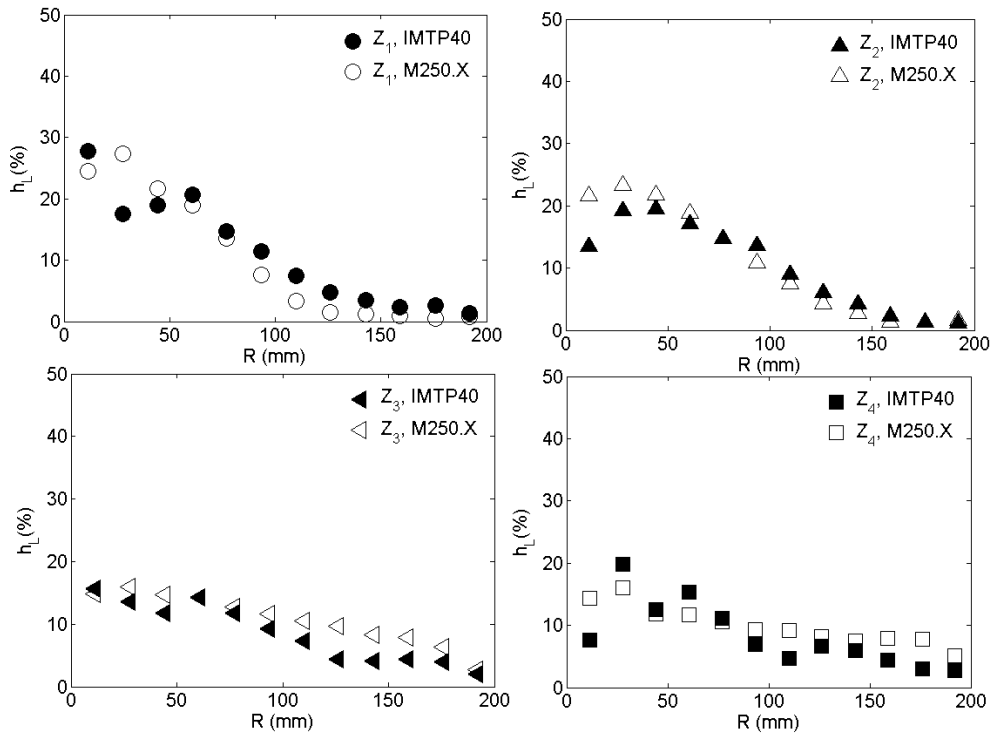 50
40
30
20
10
0
h_L(%)
Z_1, IMTP40
Z_1, M250.X
0 50 100 150 200
R (mm)
50
40
30
20
10
0
h_L(%)
Z_2, IMTP40
Z_2, M250.X
0 50 100 150 200
R (mm)
50
40
30
20
10
0
h_L(%)
Z_3, IMTP40
Z_3, M250.X
0 50 100 150 200
R (mm)
50
40
30
20
10
0
h_L(%)
Z_4, IMTP40
Z_4, M250.X
0 50 100 150 200
R (mm)